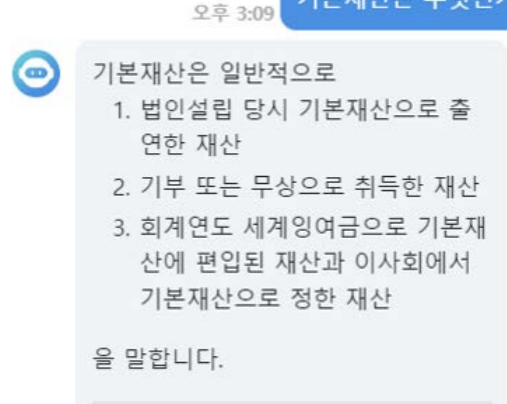 오후 3:09
기본재산은 일반적으로
1. 법인설립 당시 기본재산으로 출
연한 재산
2. 기부 또는 무상으로 취득한 재산
3. 회계연도 세계잉여금으로 기본재
산에 편입된 재산과 이사회에서
기본재산으로 정한 재산
을 말합니다.